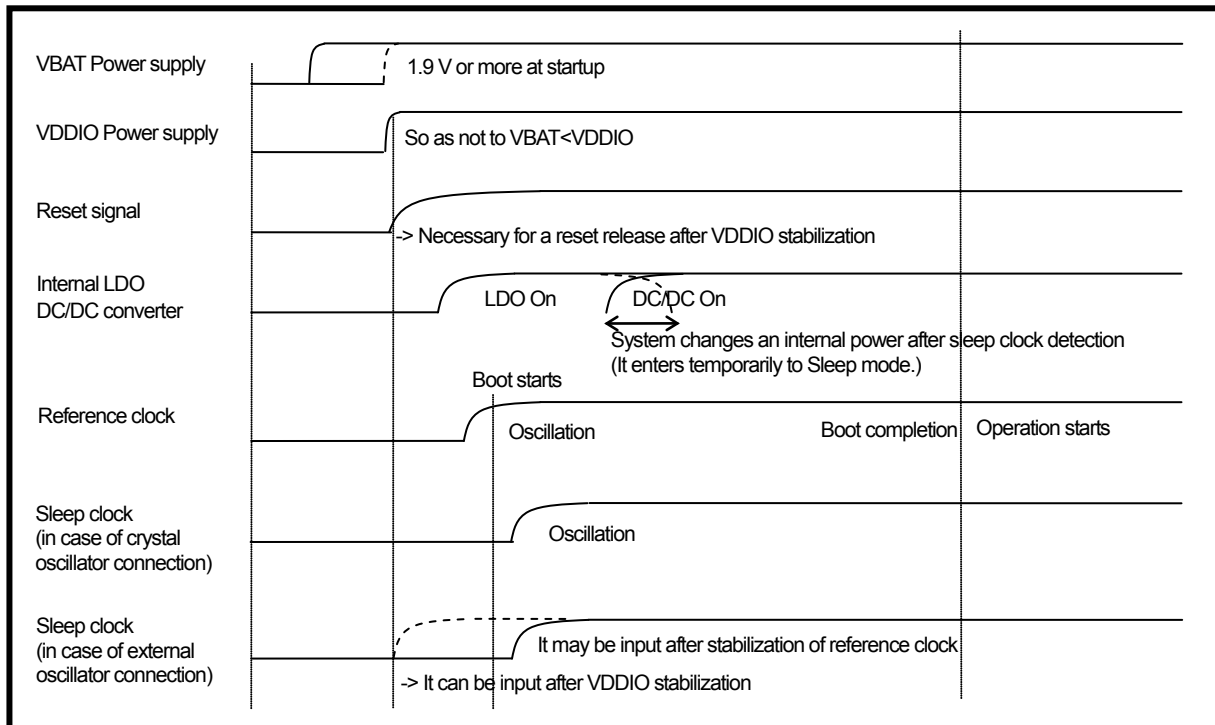 VBAT Power supply
1.9 V or more at startup
VDDIO Power supply
So as not to VBAT<VDDIO
Reset signal
-> Necessary for a reset release after VDDIO stabilization
Internal LDO
DC/DC converter
LDO On
DC/DC On
System changes an internal power after sleep clock detection
(It enters temporarily to Sleep mode.)
Boot starts
Reference clock
Oscillation
Boot completion
Operation starts
Sleep clock
(in case of crystal
oscillator connection)
Oscillation
Sleep clock
(in case of external
oscillator connection)
It may be input after stabilization of reference clock
-> It can be input after VDDIO stabilization